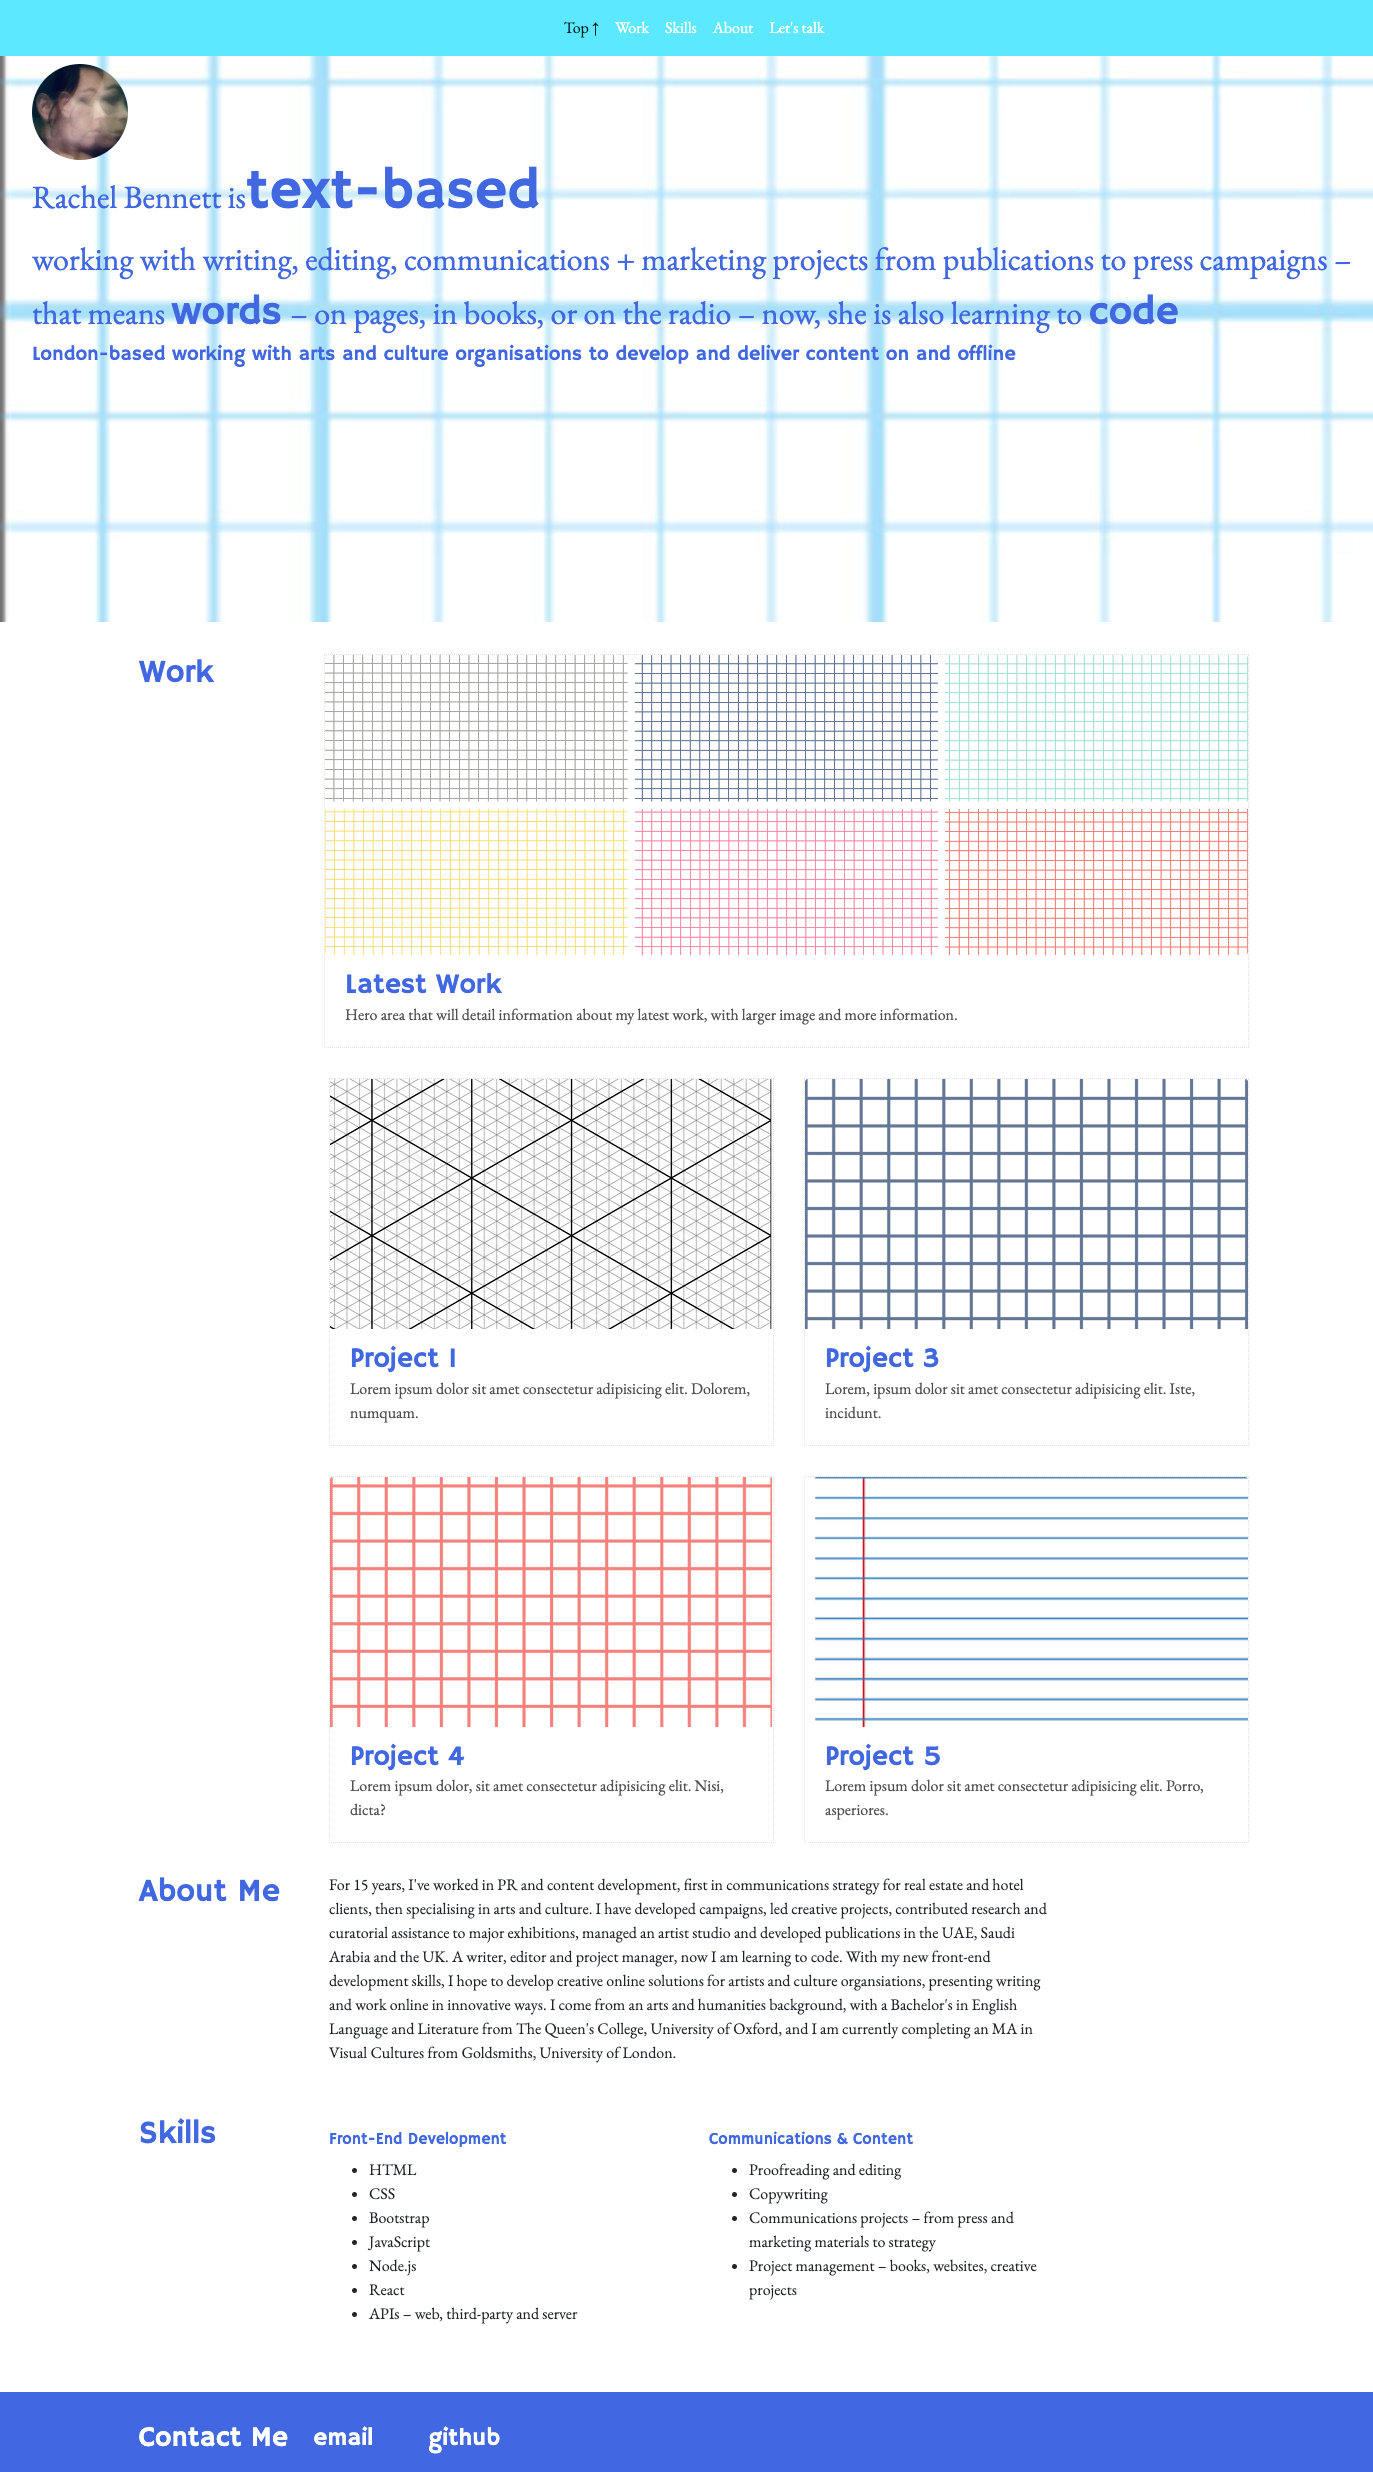 Top ↑ Work Skills About Let's talk
Rachel Bennett is text-based
working with writing, editing, communications + marketing projects from publications to press campaigns –
that means words – on pages, in books, or on the radio – now, she is also learning to code
London-based working with arts and culture organisations to develop and deliver content on and offline
Work
Latest Work
Hero area that will detail information about my latest work, with larger image and more information.
Project 1
Lorem ipsum dolor sit amet consectetur adipisicing elit. Dolorem,
numquam.
Project 3
Lorem, ipsum dolor sit amet consectetur adipisicing elit. Iste,
incidunt.
Project 4
Lorem ipsum dolor, sit amet consectetur adipisicing elit. Nisi,
dicta?
Project 5
Lorem ipsum dolor sit amet consectetur adipisicing elit. Porro,
asperiores.
About Me
For 15 years, I've worked in PR and content development, first in communications strategy for real estate and hotel
clients, then specialising in arts and culture. I have developed campaigns, led creative projects, contributed research and
curatorial assistance to major exhibitions, managed an artist studio and developed publications in the UAE, Saudi
Arabia and the UK. A writer, editor and project manager, now I am learning to code. With my new front-end
development skills, I hope to develop creative online solutions for artists and culture organsiations, presenting writing
and work online in innovative ways. I come from an arts and humanities background, with a Bachelor's in English
Language and Literature from The Queen's College, University of Oxford, and I am currently completing an MA in
Visual Cultures from Goldsmiths, University of London.
Skills
Front-End Development
• HTML
• CSS
• Bootstrap
• JavaScript
• Node.js
• React
• APIs – web, third-party and server
Communications & Content
• Proofreading and editing
• Copywriting
• Communications projects – from press and
marketing materials to strategy
• Project management – books, websites, creative
projects
Contact Me email github